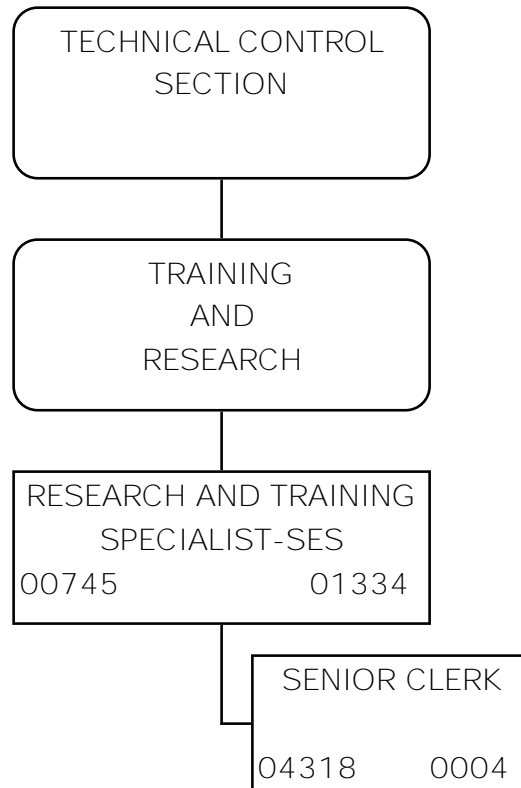 TECHNICAL CONTROL
SECTION
TRAINING
AND
RESEARCH
RESEARCH AND TRAINING
SPECIALIST-SES
00745 01334
SENIOR CLERK
04318 0004